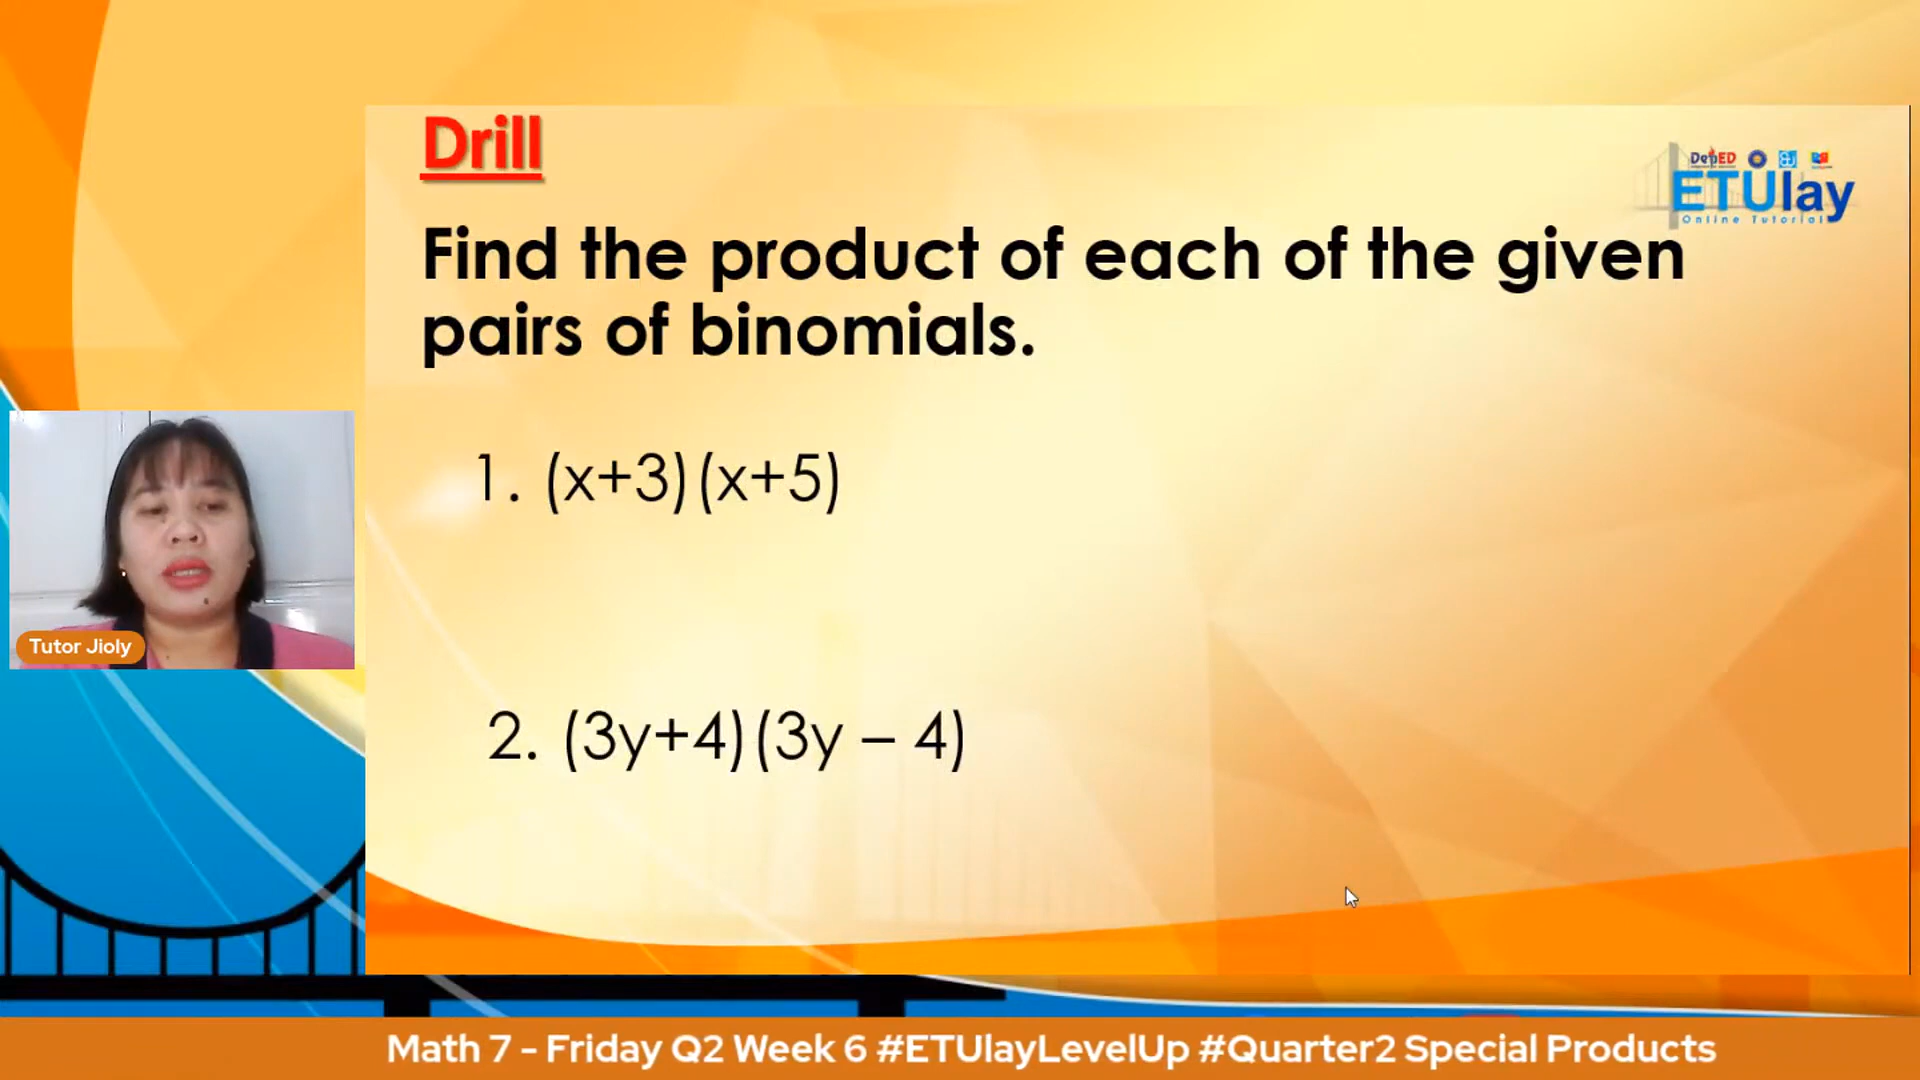 Drill
DepED
ETUlay
Online Tutorial
Find the product of each of the given
pairs of binomials.
1. (x+3)(x+5)
Tutor Jioly
2. (3y+4)(3y – 4)
Math 7 - Friday Q2 Week 6 #ETUlayLevelUp #Quarter2 Special Products